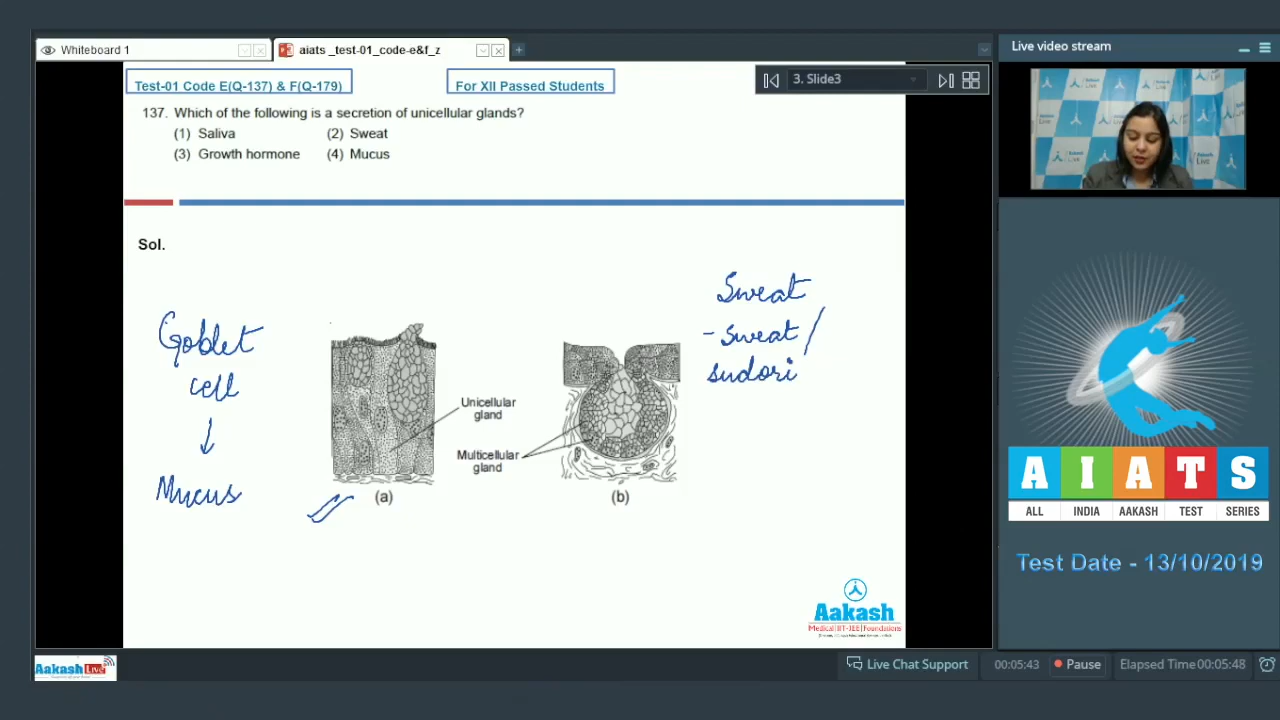 Whiteboard 1
aiats _test-01_code-e&f_z
Live video stream
Test-01 Code E(Q-137) & F(Q-179)
For XII Passed Students
3. Slide3
137. Which of the following is a secretion of unicellular glands?
(1) Saliva (2) Sweat
(3) Growth hormone (4) Mucus
Sol.
Goblet
cell
Mucus
Unicellular
gland
Multicellular
gland
(a)
(b)
Sweat
- Sweat /
sudori
AIATS
ALL INDIA AAKASH TEST SERIES
Test Date - 13/10/2019
Aakash
Medical|IIT-JEE|Foundations
Aakash Live
Live Chat Support
00:05:43
Pause
Elapsed Time 00:05:48